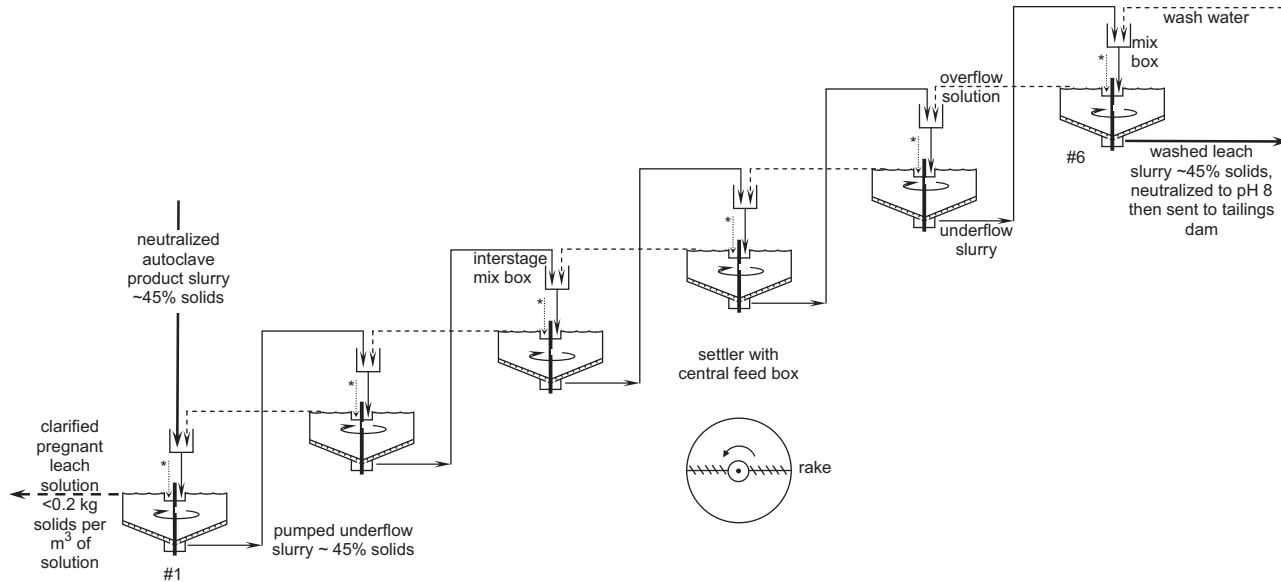 wash water
mix
box
*
overflow
solution
*
#6
washed leach
slurry ~45% solids,
neutralized to pH 8
then sent to tailings
dam
*
underflow
slurry
neutralized
autoclave
product slurry
~45% solids
interstage
mix box
*
settler with
central feed box
*
clarified
pregnant
leach
solution
<0.2 kg
solids per
m³ of
solution
*
rake
pumped underflow
slurry ~ 45% solids
#1